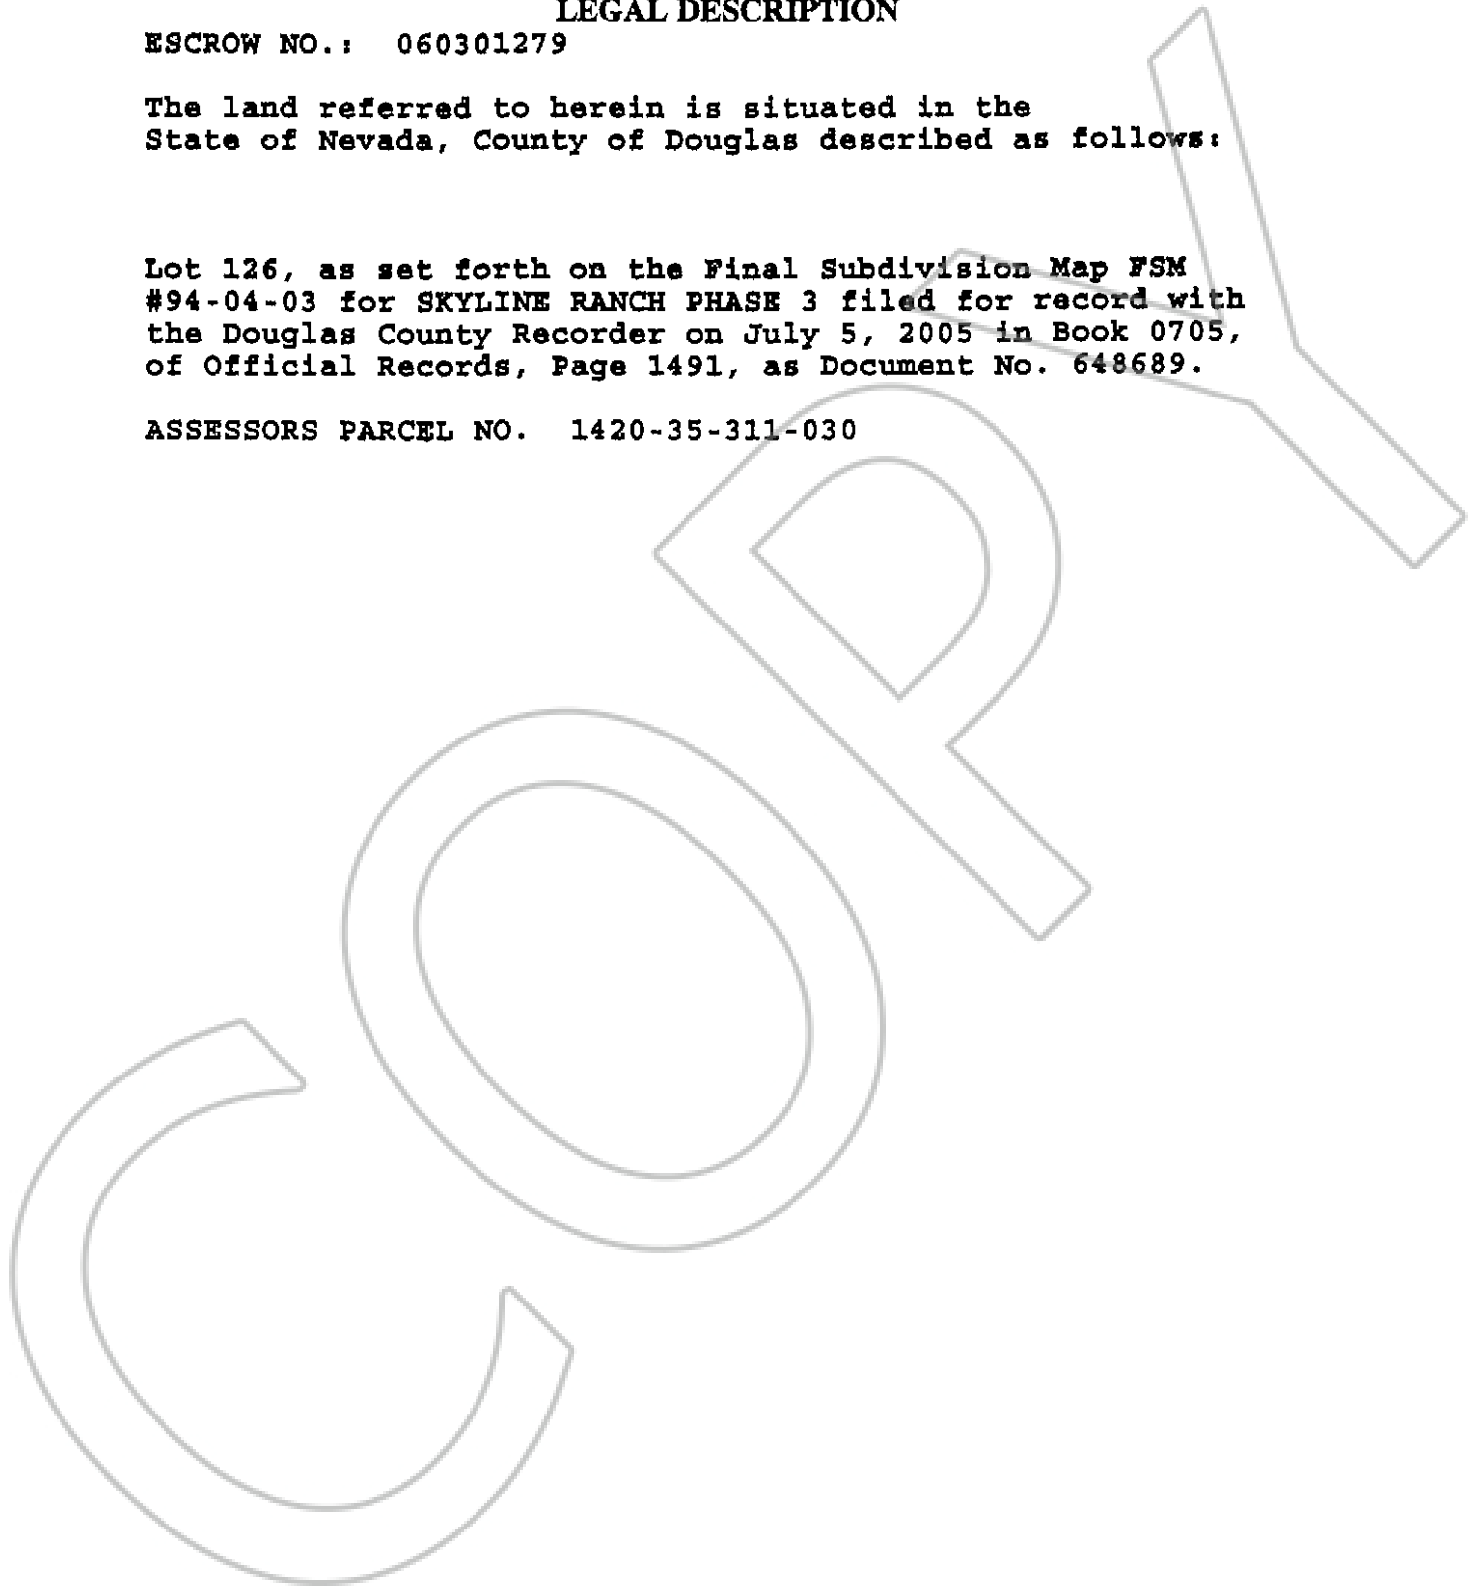 LEGAL DESCRIPTION
ESCROW NO.: 060301279
The land referred to herein is situated in the
State of Nevada, County of Douglas described as follows:
Lot 126, as set forth on the Final Subdivision Map FSM
#94-04-03 for SKYLINE RANCH PHASE 3 filed for record with
the Douglas County Recorder on July 5, 2005 in Book 0705,
of Official Records, Page 1491, as Document No. 648689.
ASSESSORS PARCEL NO. 1420-35-311-030
COPY